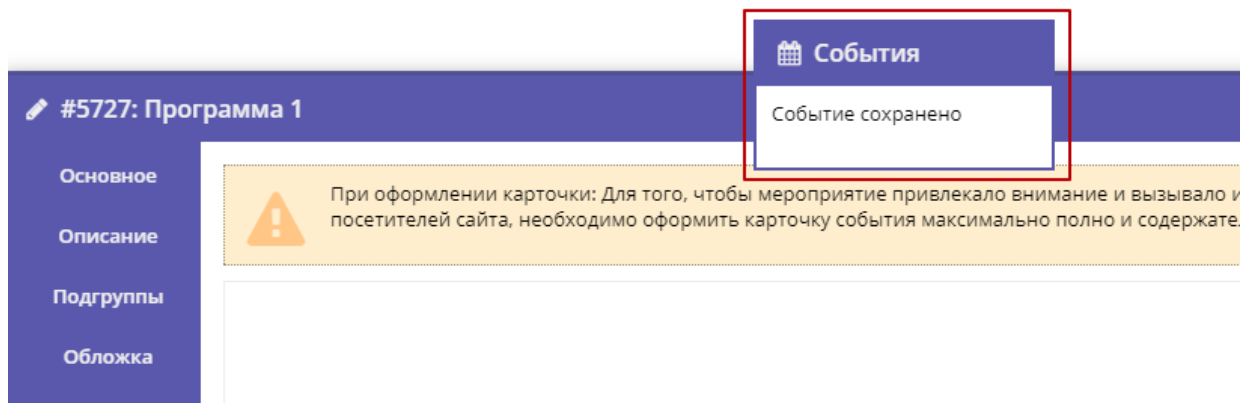 События
Событие сохранено
#5727: Программа 1
Основное
Описание
Подгруппы
Обложка
При оформлении карточки: Для того, чтобы мероприятие привлекало внимание и вызывало
посетителей сайта, необходимо оформить карточку события максимально полно и